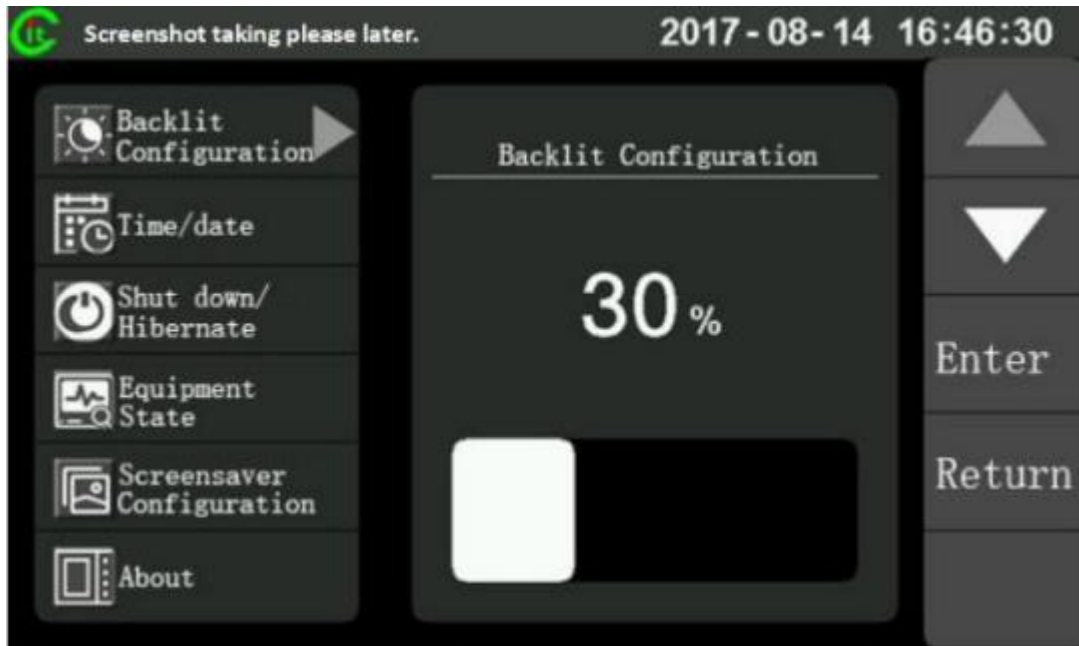 it
Screenshot taking please later.
2017-08-14 16:46:30
Backlit
Configuration
Time/date
Shut down/
Hibernate
Equipment
State
Screensaver
Configuration
About
Backlit Configuration
30 %
Enter
Return